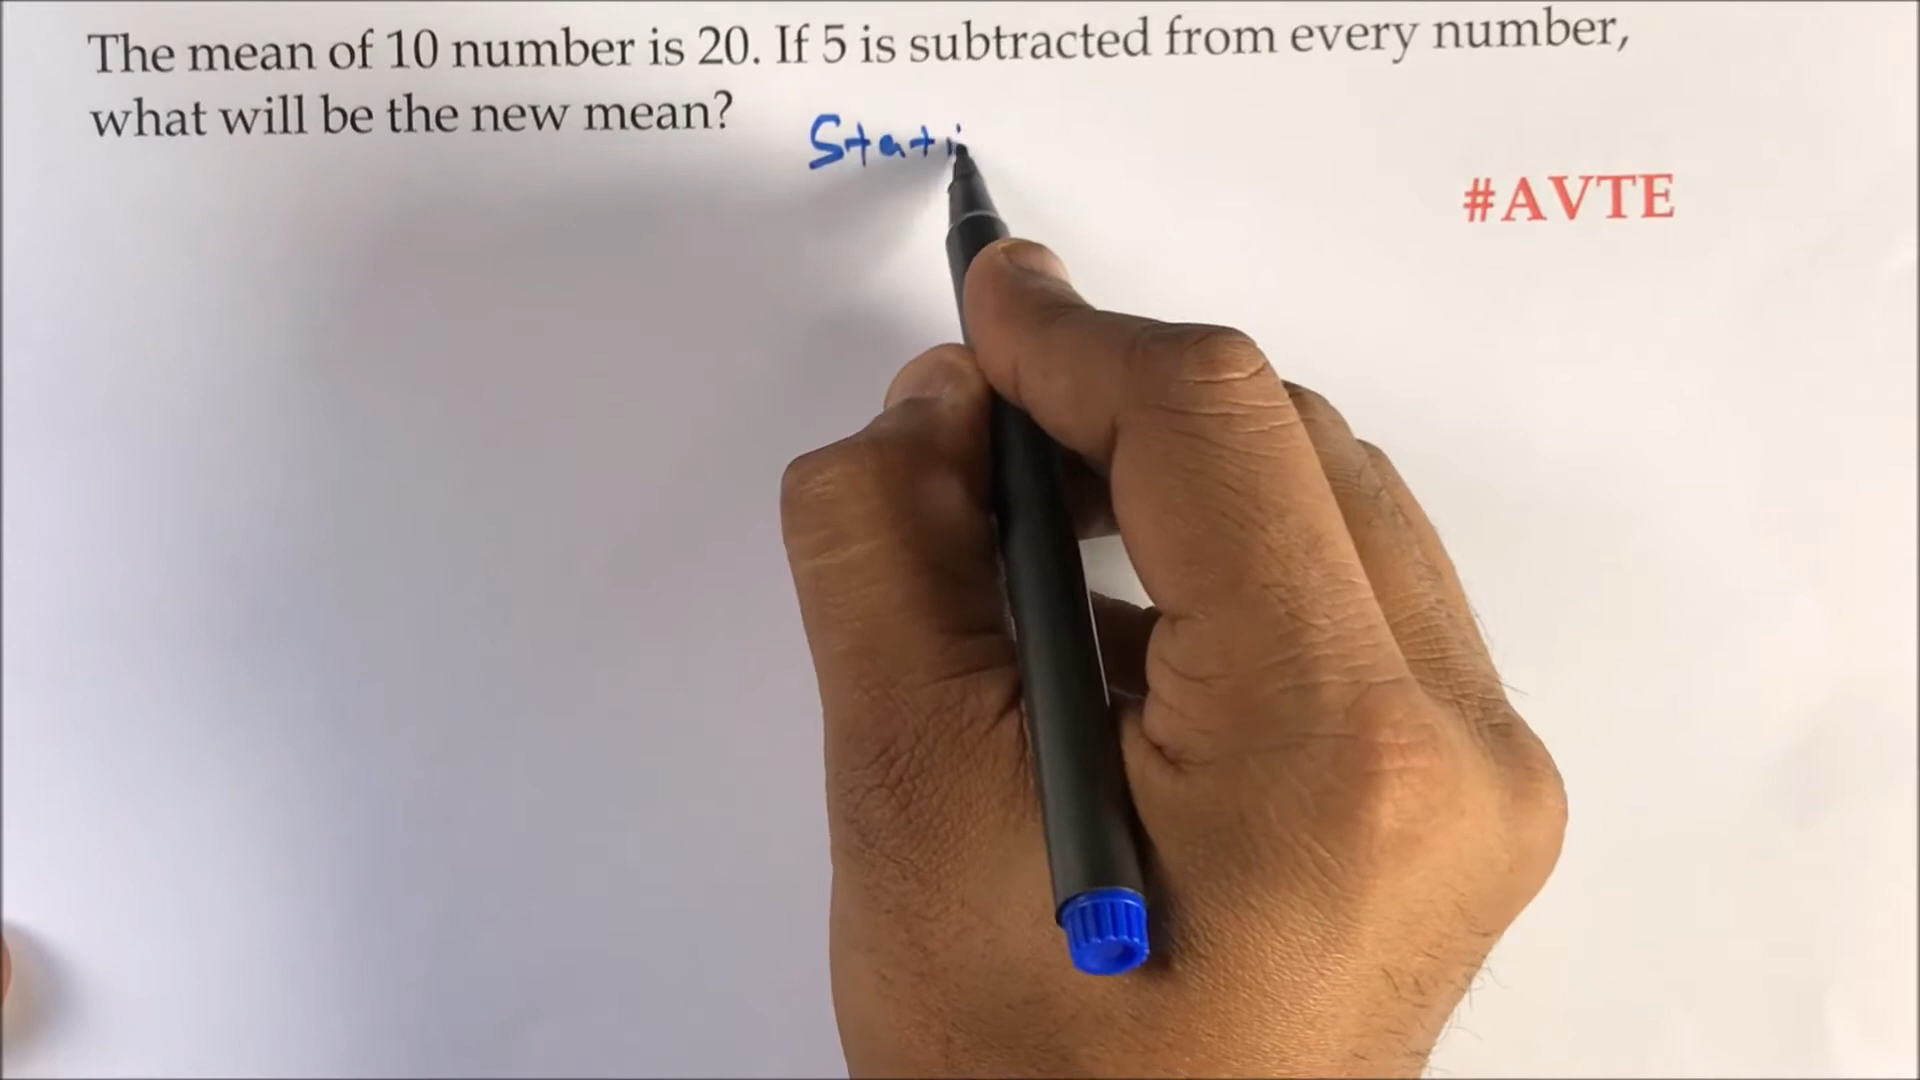 The mean of 10 number is 20. If 5 is subtracted from every number,
what will be the new mean?
Stati
#AVTE